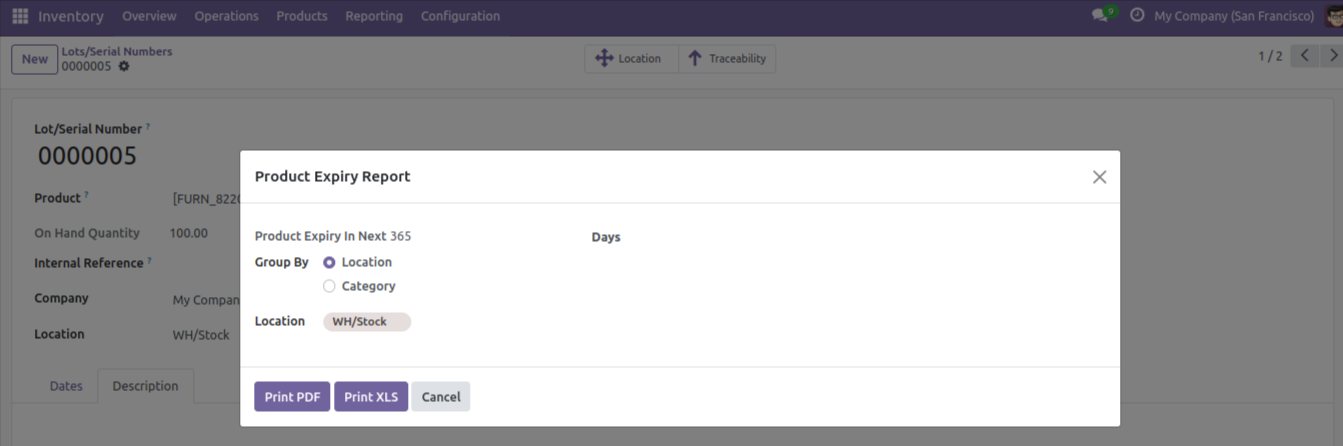 Inventory Overview Operations Products Reporting Configuration 9 My Company (San Francisco)
New Lots/Serial Numbers
0000005 Location Traceability 1 / 2
Lot/Serial Number ?
0000005
Product Expiry Report
Product ? [FURN_822
On Hand Quantity 100.00
Product Expiry In Next 365 Days
Internal Reference ?
Group By Location
Category
Company My Compan
Location WH/Stock
Location WH/Stock
Dates Description
Print PDF Print XLS Cancel